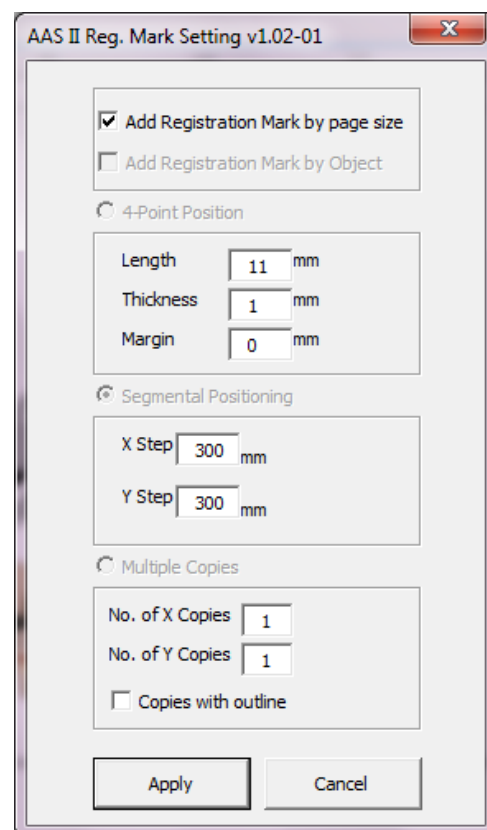 AAS II Reg. Mark Setting v1.02-01
Add Registration Mark by page size
Add Registration Mark by Object
4-Point Position
Length 11 mm
Thickness 1 mm
Margin 0 mm
Segmental Positioning
X Step 300 mm
Y Step 300 mm
Multiple Copies
No. of X Copies 1
No. of Y Copies 1
Copies with outline
Apply Cancel